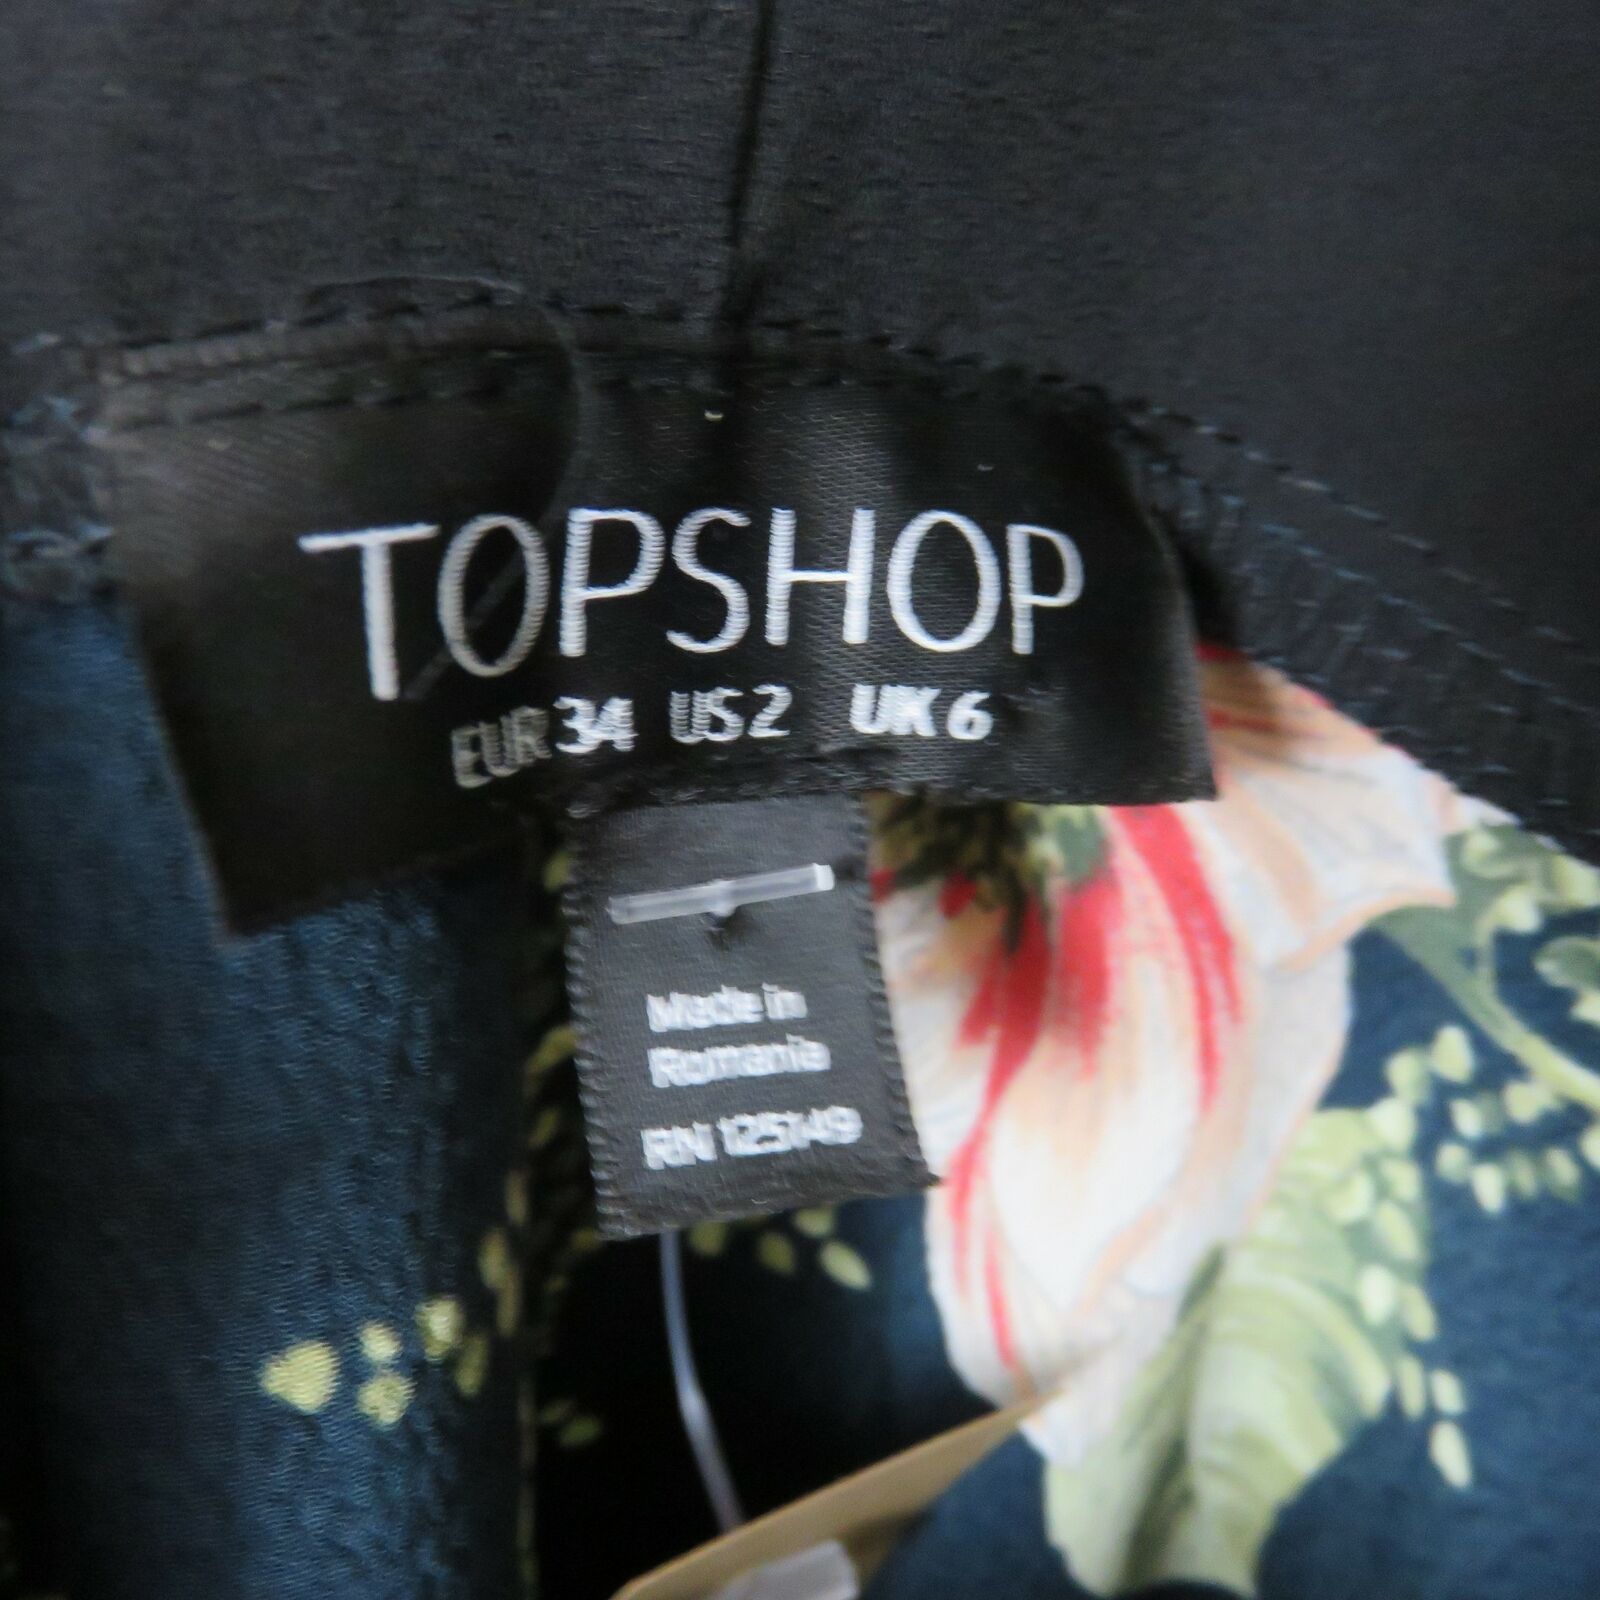 TOPSHOP
EUR 34 US 2 UK 6
Made in
Romania
RN 125149